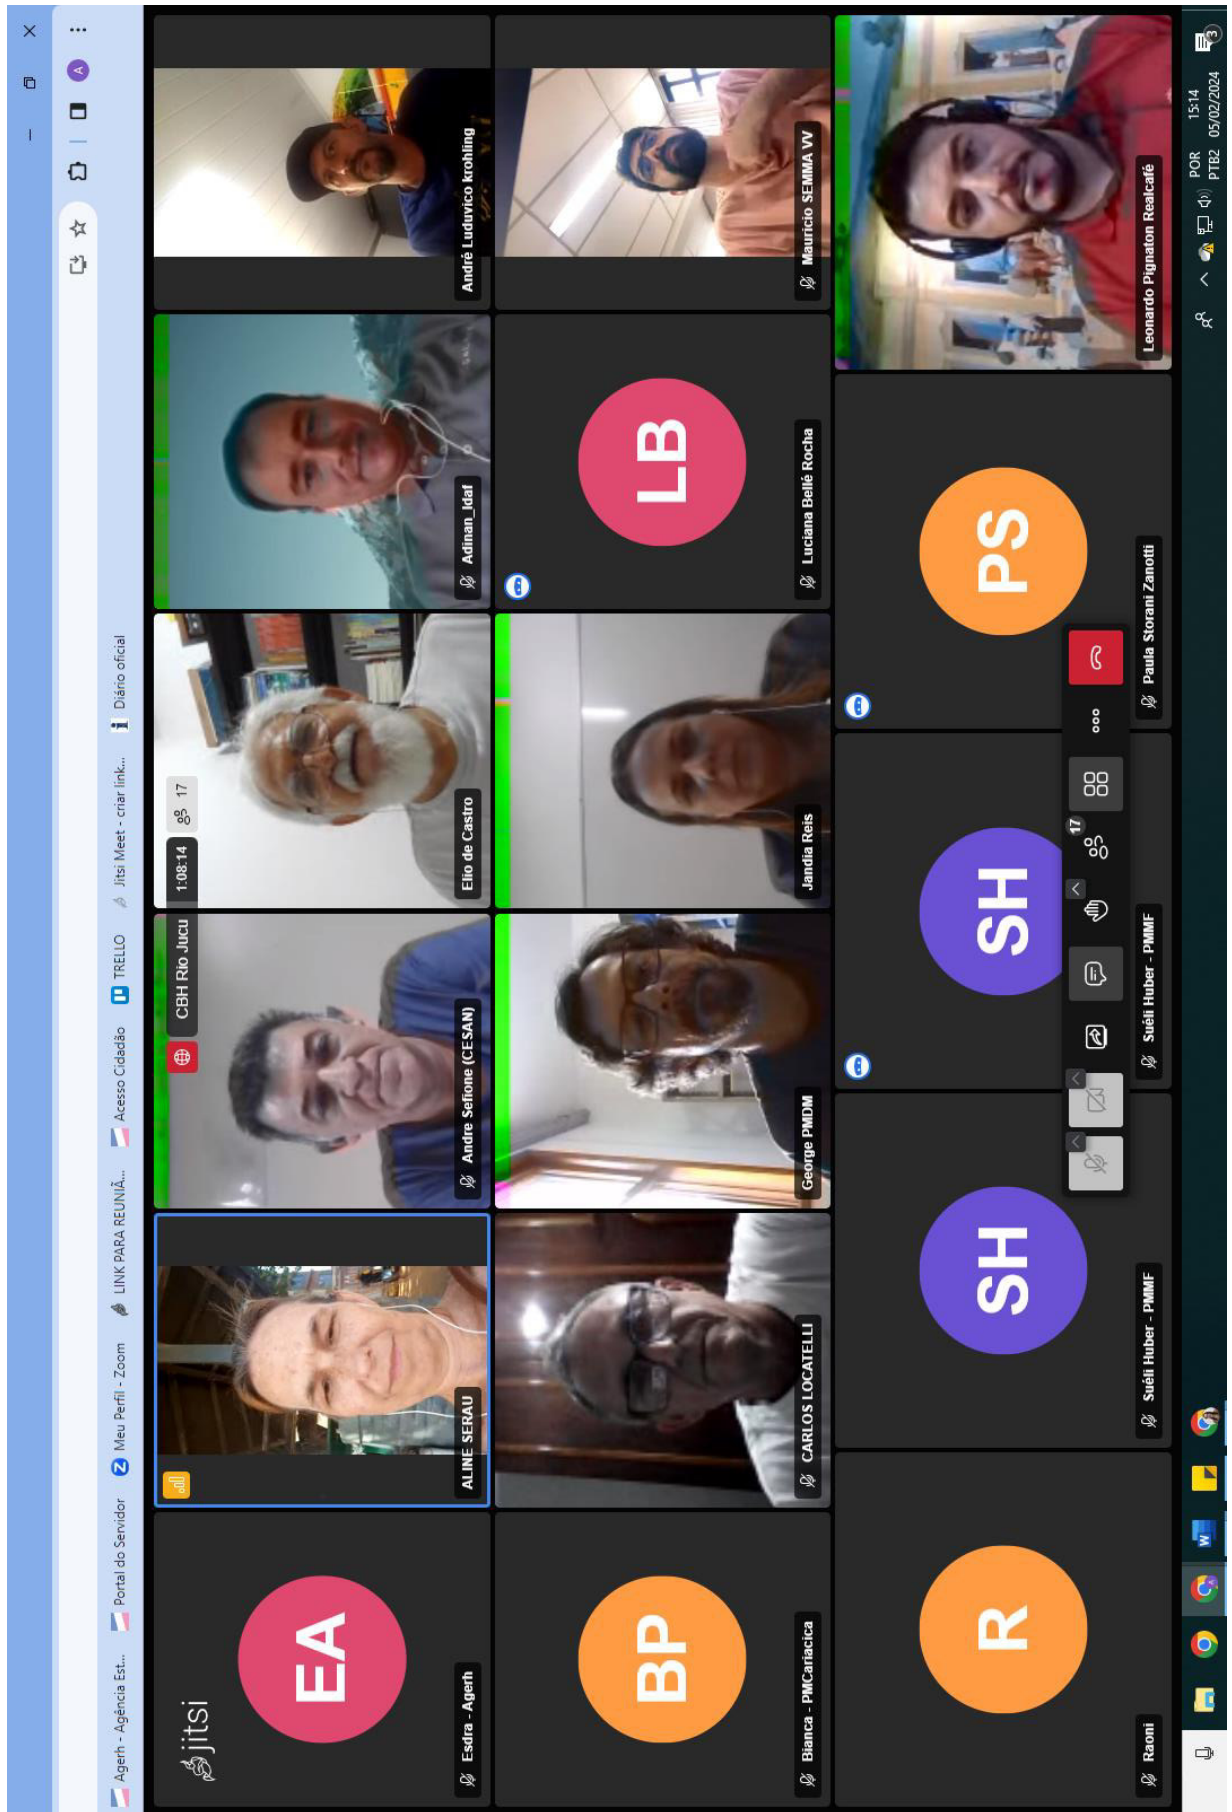 Agerh - Agência Est...
Portal do Servidor
Meu Perfil - Zoom
LINK PARA REUNIÃ...
Acesso Cidadão
TRELLO
Jitsi Meet - criar link...
Diário oficial
A
jitsi
CBH Rio Jucu
1:08:14
17
EA
Esdra - Agerh
ALINE SERAU
Andre Sefione (CESAN)
Elio de Castro
Adinan_Idaf
André Luduvico krohling
BP
Bianca - PMCariacica
CARLOS LOCATELLI
George PMDM
Jandia Reis
LB
Luciana Bellé Rocha
Mauricio SEMMA VV
R
Raoni
SH
Suéli Huber - PMMF
SH
Suéli Huber - PMMF
PS
Paula Storani Zanotti
Leonardo Pignaton Realcafé
17
POR
PTB2
15:14
05/02/2024
3